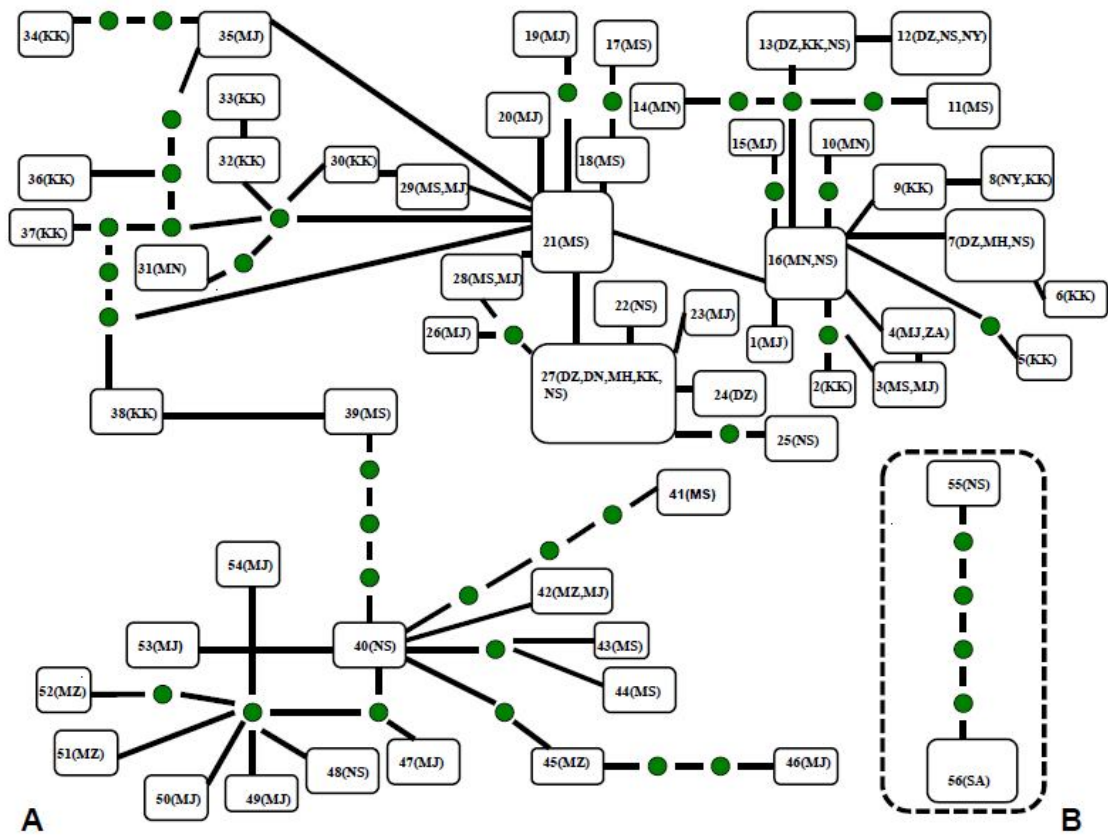 34(KK)
35(MJ)
19(MJ)
17(MS)
13(DZ,KK,NS)
12(DZ,NS,NY)
33(KK)
20(MJ)
14(MN)
11(MS)
32(KK)
30(KK)
18(MS)
15(MJ)
10(MN)
36(KK)
29(MS,MJ)
9(KK)
8(NY,KK)
37(KK)
21(MS)
16(MN,NS)
7(DZ,MH,NS)
31(MN)
28(MS,MJ)
6(KK)
22(NS)
23(MJ)
26(MJ)
1(MJ)
4(MJ,ZA)
5(KK)
27(DZ,DN,MH,KK,
NS)
24(DZ)
2(KK)
3(MS,MJ)
38(KK)
39(MS)
25(NS)
41(MS)
55(NS)
54(MJ)
42(MZ,MJ)
53(MJ)
40(NS)
43(MS)
52(MZ)
44(MS)
51(MZ)
50(MJ)
49(MJ)
48(NS)
47(MJ)
45(MZ)
46(MJ)
56(SA)
A
B